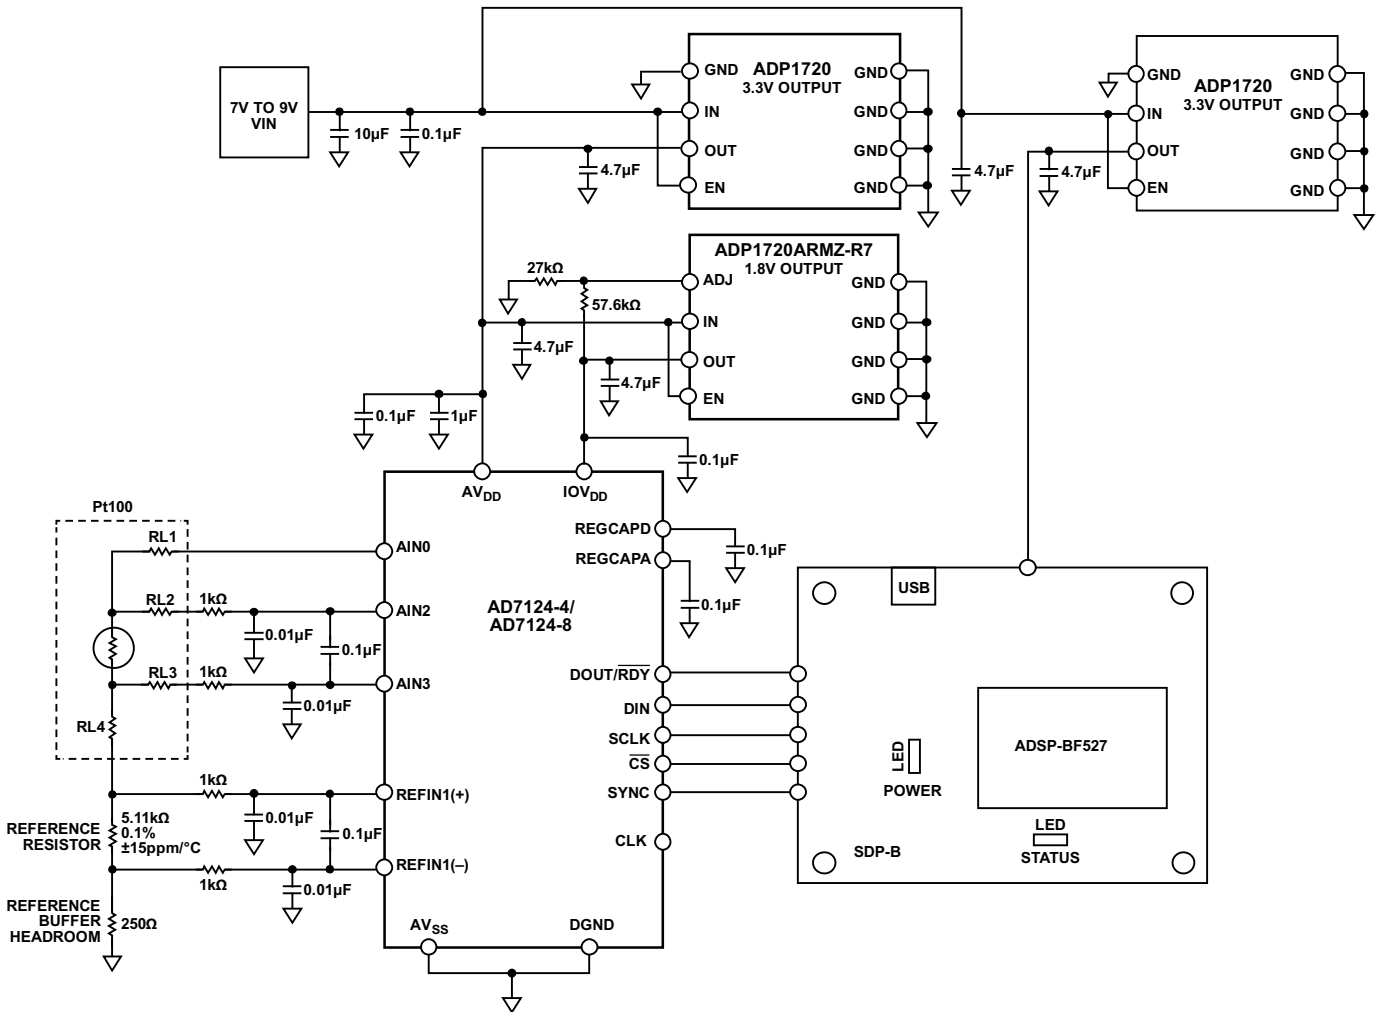 7V TO 9V
VIN
10µF
0.1µF
GND
IN
OUT
EN
ADP1720
3.3V OUTPUT
GND
GND
GND
GND
4.7µF
4.7µF
4.7µF
GND
IN
OUT
EN
ADP1720
3.3V OUTPUT
GND
GND
GND
GND
ADP1720ARMZ-R7
1.8V OUTPUT
ADJ
IN
OUT
EN
GND
GND
GND
GND
27kΩ
57.6kΩ
4.7µF
4.7µF
0.1µF
1µF
0.1µF
AVDD
IOVDD
Pt100
RL1
RL2
RL3
RL4
1kΩ
0.01µF
0.1µF
1kΩ
0.01µF
1kΩ
0.01µF
0.1µF
1kΩ
0.01µF
REFERENCE
RESISTOR
5.11kΩ
0.1%
±15ppm/°C
REFERENCE
BUFFER
HEADROOM
250Ω
AIN0
AIN2
AIN3
REFIN1(+)
REFIN1(–)
AD7124-4/
AD7124-8
REGCAPD
REGCAPA
0.1µF
0.1µF
DOUT/RDY
DIN
SCLK
CS
SYNC
CLK
AVSS
DGND
USB
ADSP-BF527
LED
POWER
LED
STATUS
SDP-B